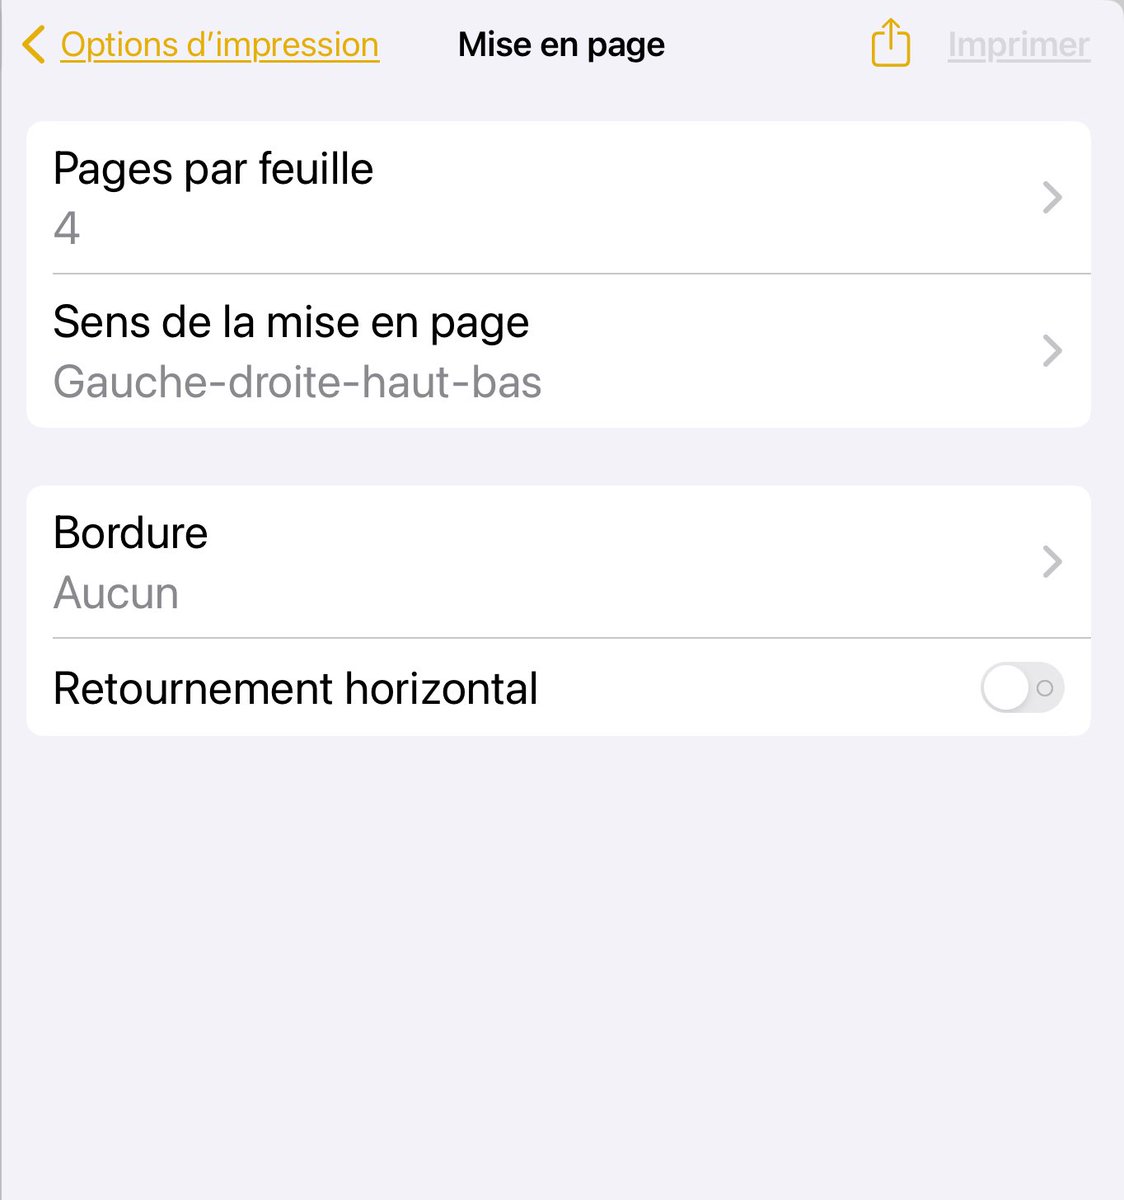 Options d’impression
Mise en page
Imprimer
Pages par feuille
4
Sens de la mise en page
Gauche-droite-haut-bas
Bordure
Aucun
Retournement horizontal